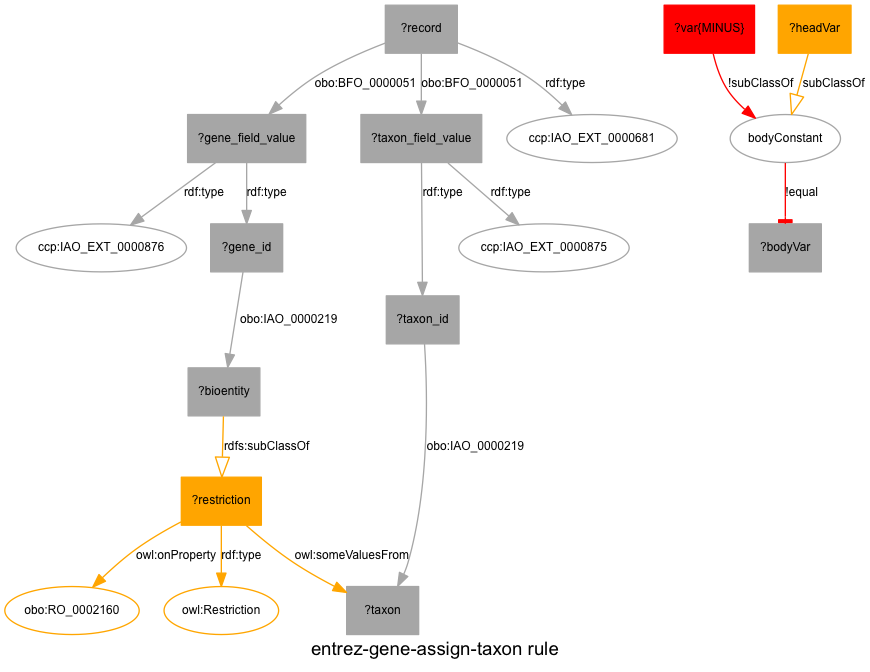 ?record
?var{MINUS}
?headVar
obo:BFO_0000051
obo:BFO_0000051
rdf:type
!subClassOf
subClassOf
?gene_field_value
?taxon_field_value
ccp:IAO_EXT_0000681
bodyConstant
rdf:type
rdf:type
rdf:type
rdf:type
!equal
ccp:IAO_EXT_0000876
?gene_id
ccp:IAO_EXT_0000875
?bodyVar
obo:IAO_0000219
?taxon_id
?bioentity
rdfs:subClassOf
obo:IAO_0000219
?restriction
owl:onProperty
rdf:type
owl:someValuesFrom
obo:RO_0002160
owl:Restriction
?taxon
entrez-gene-assign-taxon rule